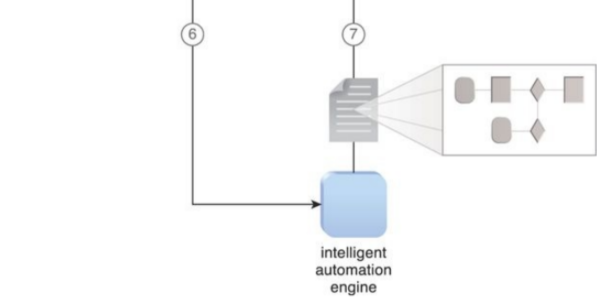 6
7
intelligent
automation
engine